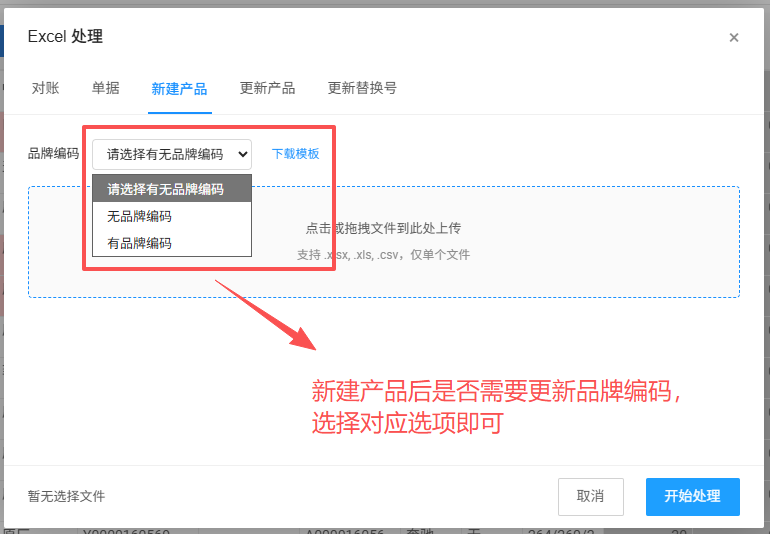 Excel 处理
×
对账 单据 新建产品 更新产品 更新替换号
品牌编码 请选择有无品牌编码 下载模板
请选择有无品牌编码
无品牌编码
有品牌编码
点击或拖拽文件到此处上传
支持 .xlsx, .xls, .csv，仅单个文件
新建产品后是否需要更新品牌编码，
选择对应选项即可
暂无选择文件 取消 开始处理